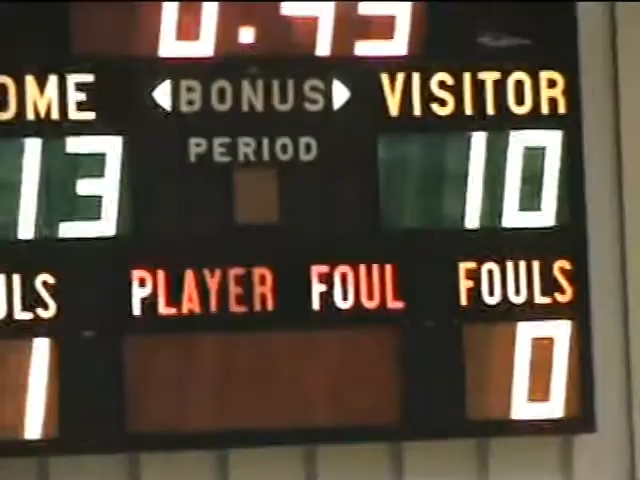 0:45
OME BONUS VISITOR
PERIOD
13 10
ULS PLAYER FOUL FOULS
1 0